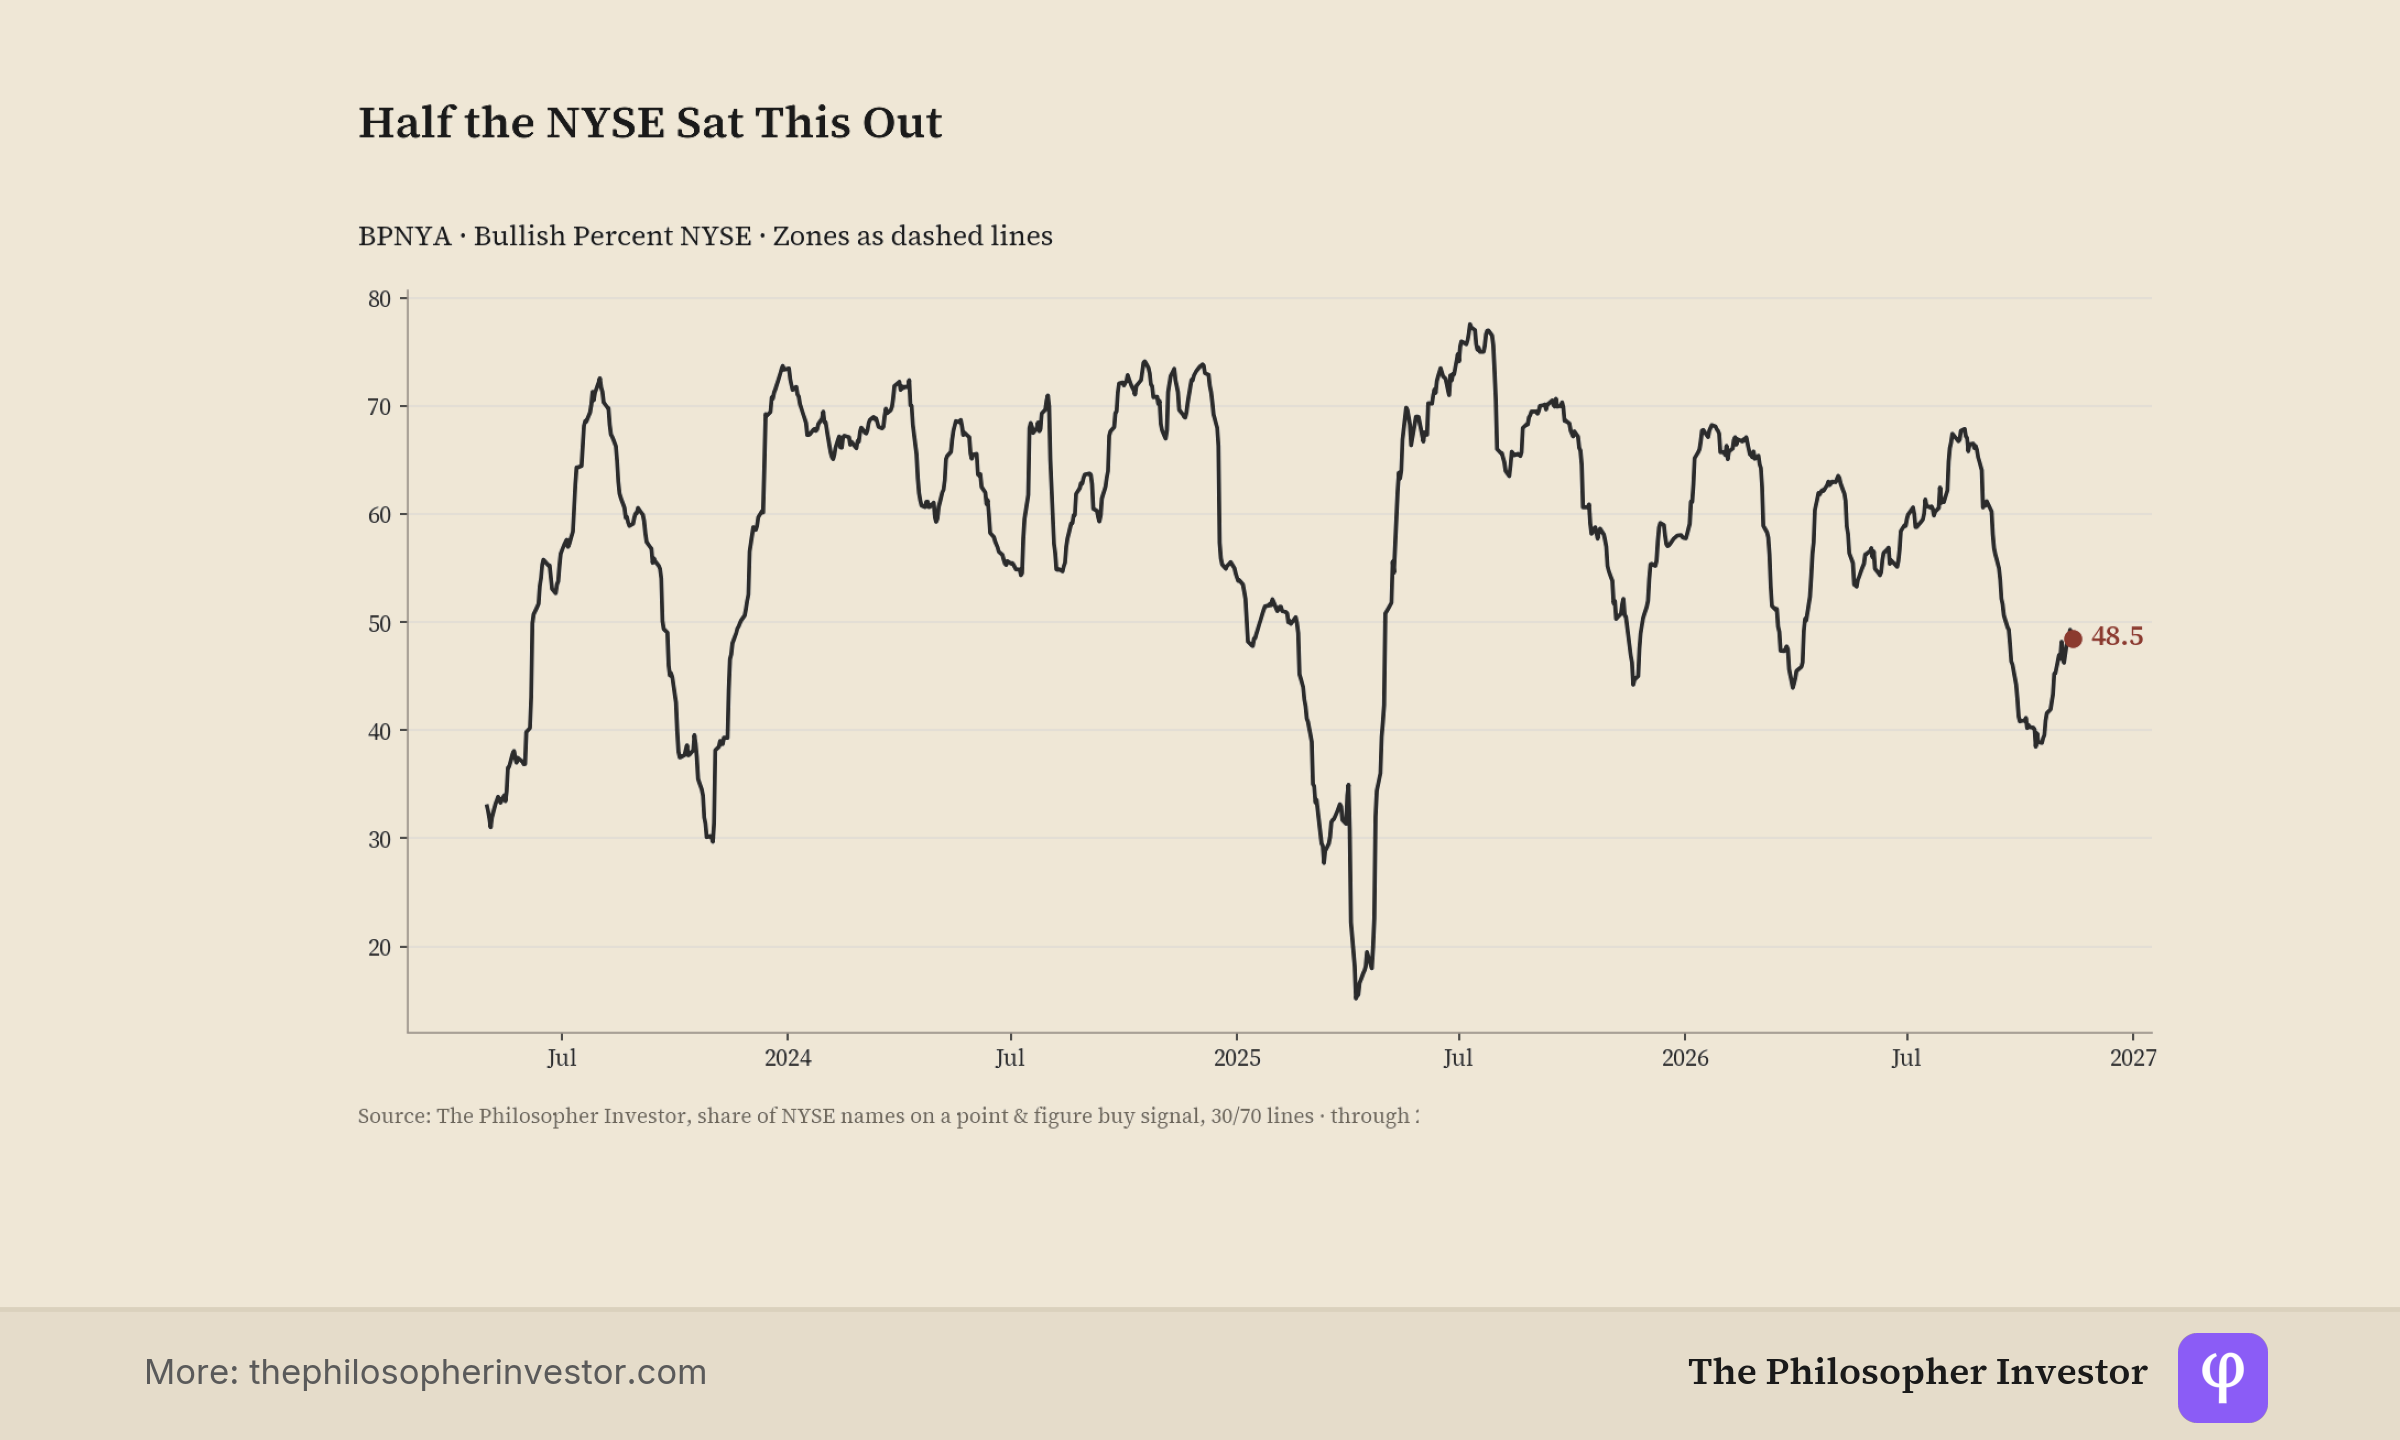 Half the NYSE Sat This Out
BPNYA · Bullish Percent NYSE · Zones as dashed lines
80
70
60
50
40
30
20
48.5
Jul 2024 Jul 2025 Jul 2026 Jul 2027
Source: The Philosopher Investor, share of NYSE names on a point & figure buy signal, 30/70 lines · through
More: thephilosopherinvestor.com
The Philosopher Investor
φ